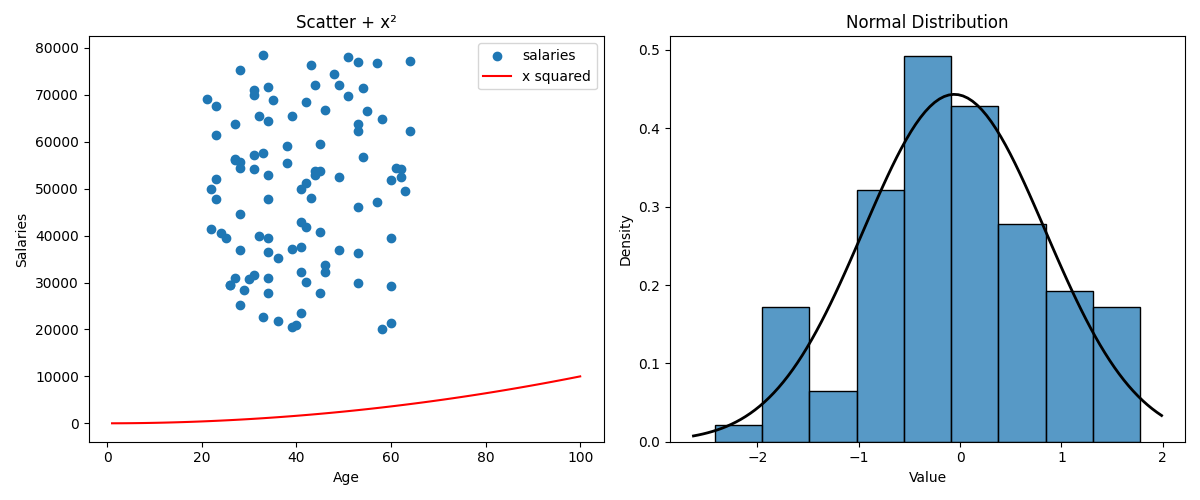 Scatter + x²
80000
70000
60000
50000
40000
30000
20000
10000
0
Salaries
salaries
x squared
0 20 40 60 80 100
Age
Normal Distribution
0.5
0.4
0.3
0.2
0.1
0.0
Density
−2 −1 0 1 2
Value